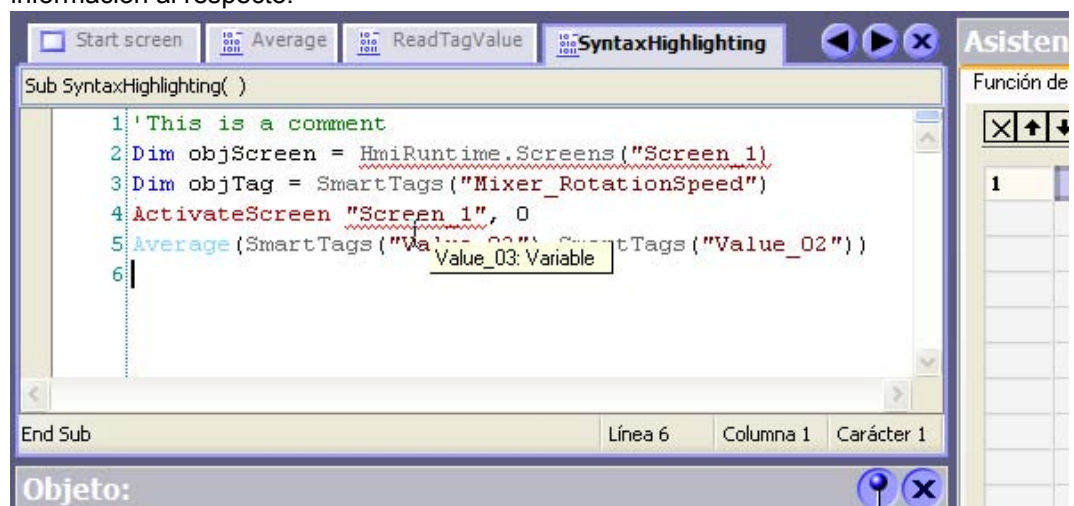 información al respecto.
Start screen Average ReadTagValue SyntaxHighlighting
Asisten
Sub SyntaxHighlighting( )
Función de
1 'This is a comment
2 Dim objScreen = HmiRuntime.Screens("Screen_1)
3 Dim objTag = SmartTags("Mixer_RotationSpeed")
1
4 ActivateScreen "Screen_1", 0
5 Average(SmartTags("Value_03"), SmartTags("Value_02"))
Value_03: Variable
6
End Sub
Línea 6 Columna 1 Carácter 1
Objeto: